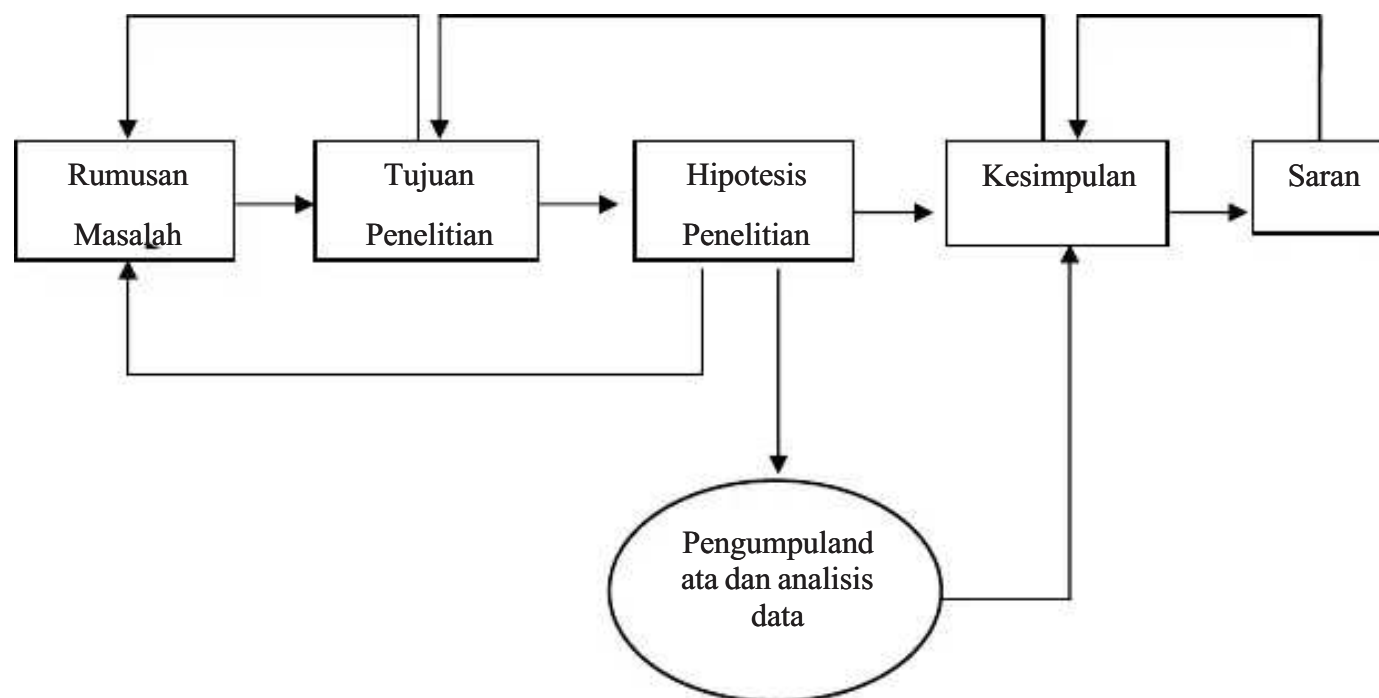 Rumusan
Masalah
Tujuan
Penelitian
Hipotesis
Penelitian
Kesimpulan
Saran
Pengumpuland
ata dan analisis
data